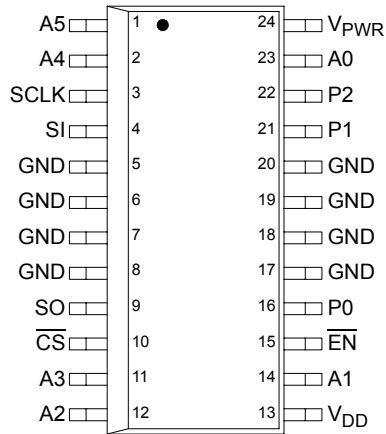 A5 1 24 VPWR
A4 2 23 A0
SCLK 3 22 P2
SI 4 21 P1
GND 5 20 GND
GND 6 19 GND
GND 7 18 GND
GND 8 17 GND
SO 9 16 P0
C̅S̅ 10 15 E̅N̅
A3 11 14 A1
A2 12 13 VDD